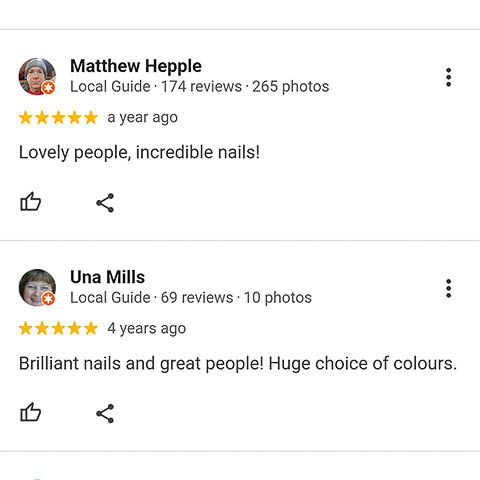 Matthew Hepple
Local Guide · 174 reviews · 265 photos
a year ago
Lovely people, incredible nails!
Una Mills
Local Guide · 69 reviews · 10 photos
4 years ago
Brilliant nails and great people! Huge choice of colours.